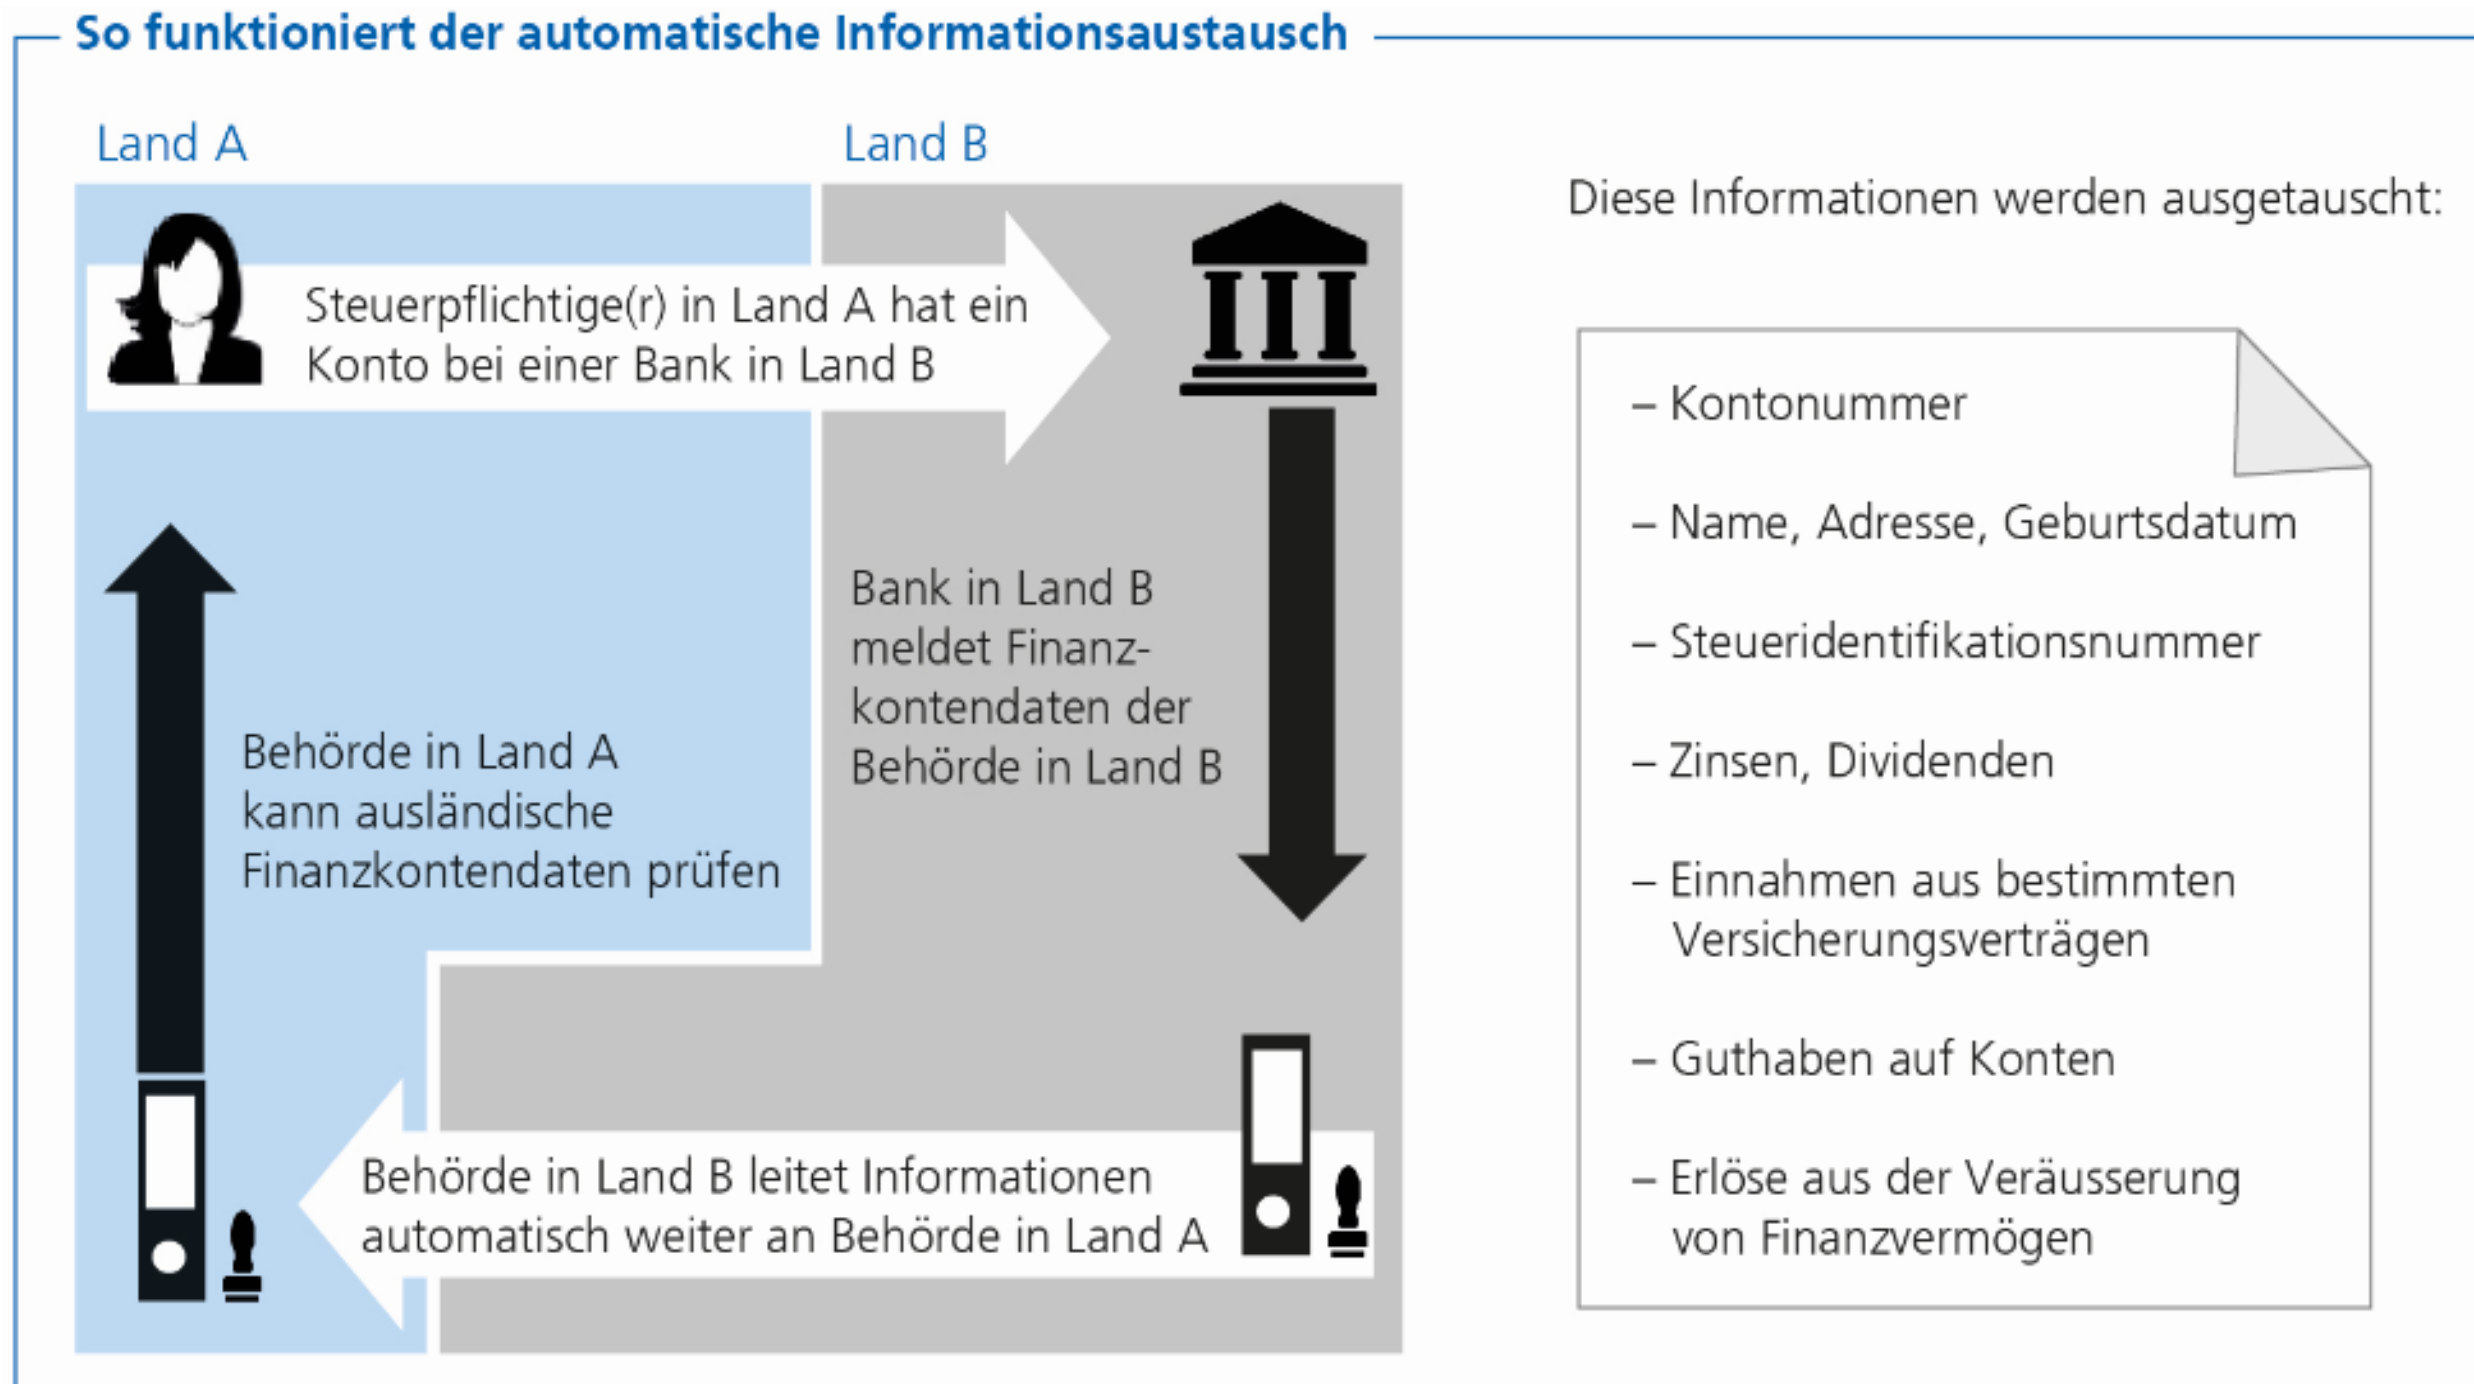 So funktioniert der automatische Informationsaustausch
Land A
Land B
Steuerpflichtige(r) in Land A hat ein
Konto bei einer Bank in Land B
Bank in Land B
meldet Finanz-
kontendaten der
Behörde in Land B
Behörde in Land B leitet Informationen
automatisch weiter an Behörde in Land A
Behörde in Land A
kann ausländische
Finanzkontendaten prüfen
Diese Informationen werden ausgetauscht:
– Kontonummer
– Name, Adresse, Geburtsdatum
– Steueridentifikationsnummer
– Zinsen, Dividenden
– Einnahmen aus bestimmten
Versicherungsverträgen
– Guthaben auf Konten
– Erlöse aus der Veräusserung
von Finanzvermögen